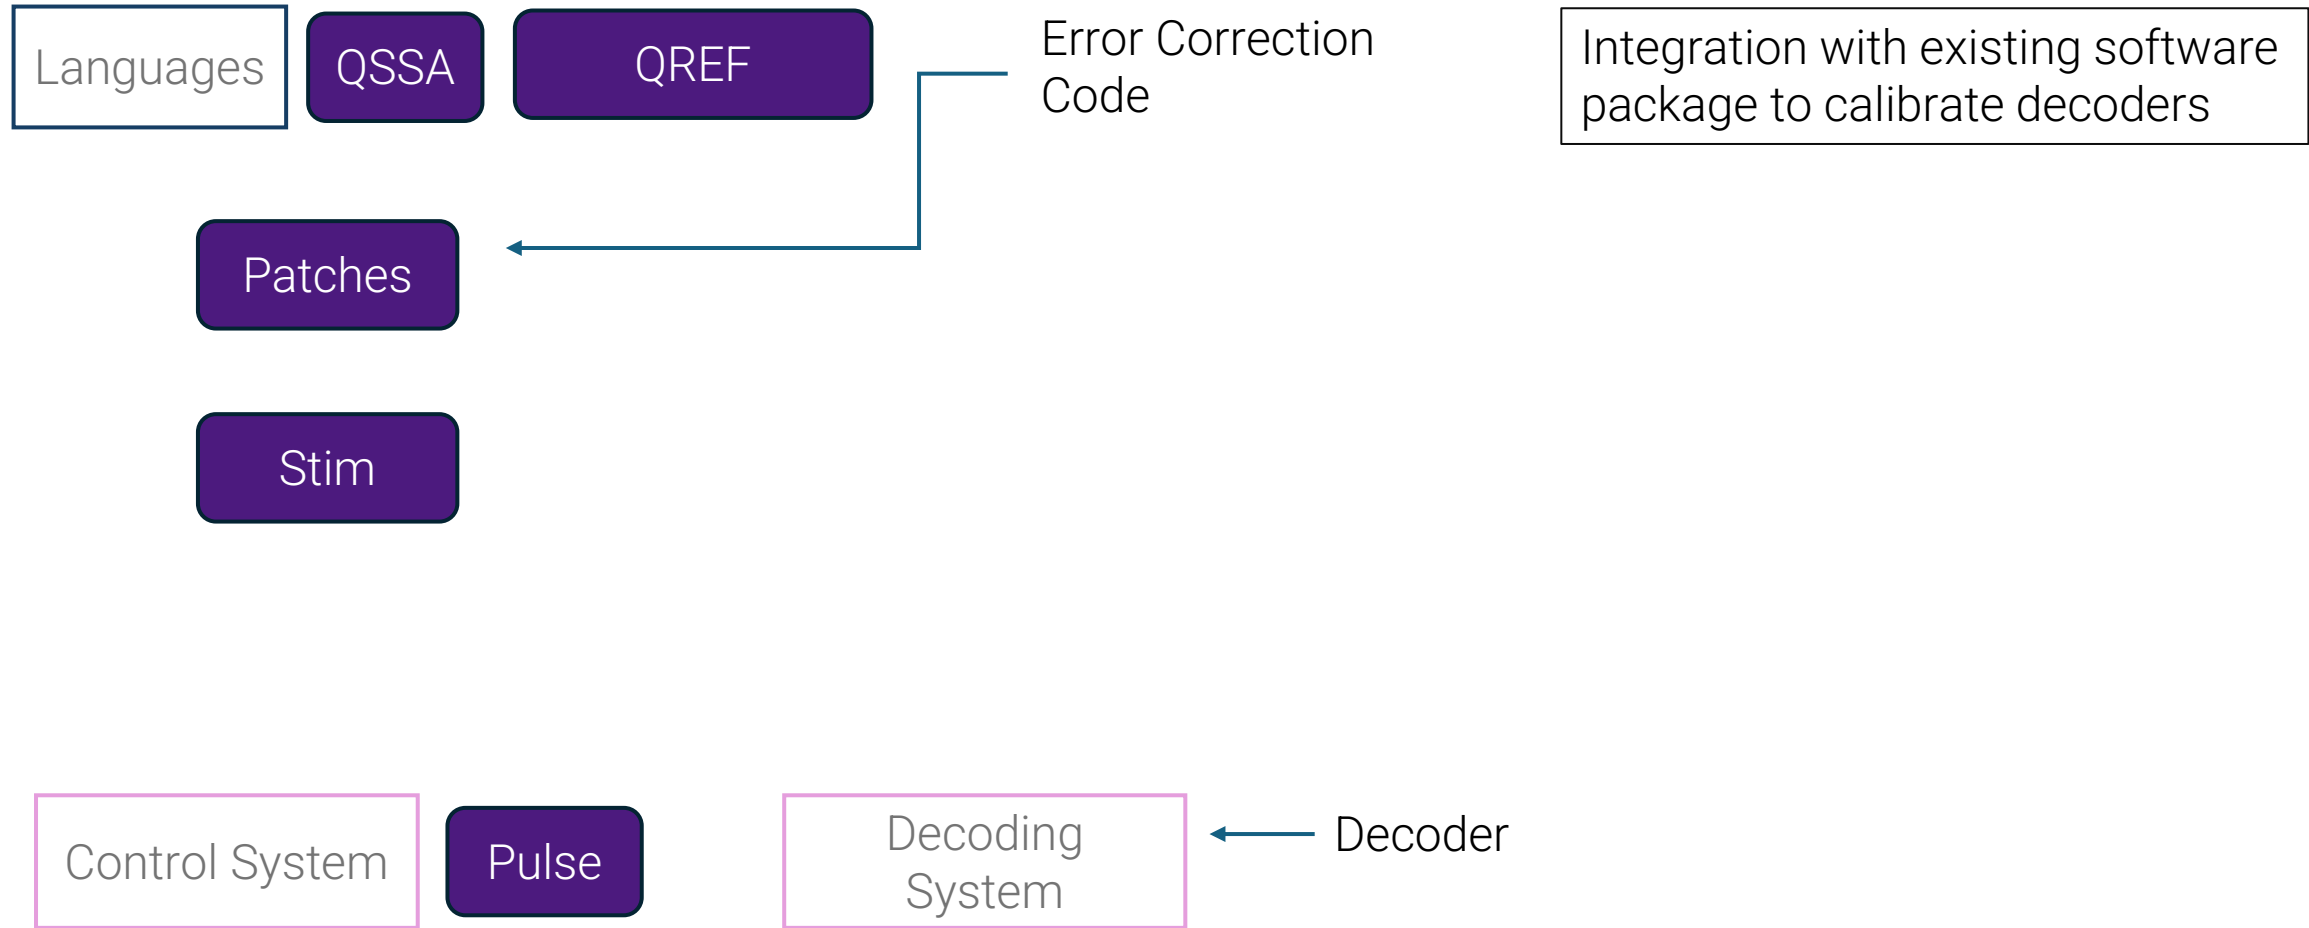 Languages
QSSA
QREF
Error Correction
Code
Integration with existing software
package to calibrate decoders
Patches
Stim
Control System
Pulse
Decoding
System
Decoder